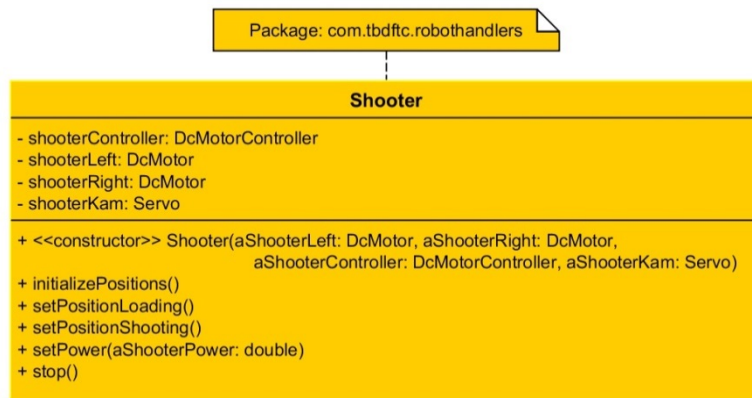 Package: com.tbdftc.robothandlers
Shooter
- shooterController: DcMotorController
- shooterLeft: DcMotor
- shooterRight: DcMotor
- shooterKam: Servo
+ <<constructor>> Shooter(aShooterLeft: DcMotor, aShooterRight: DcMotor,
aShooterController: DcMotorController, aShooterKam: Servo)
+ initializePositions()
+ setPositionLoading()
+ setPositionShooting()
+ setPower(aShooterPower: double)
+ stop()